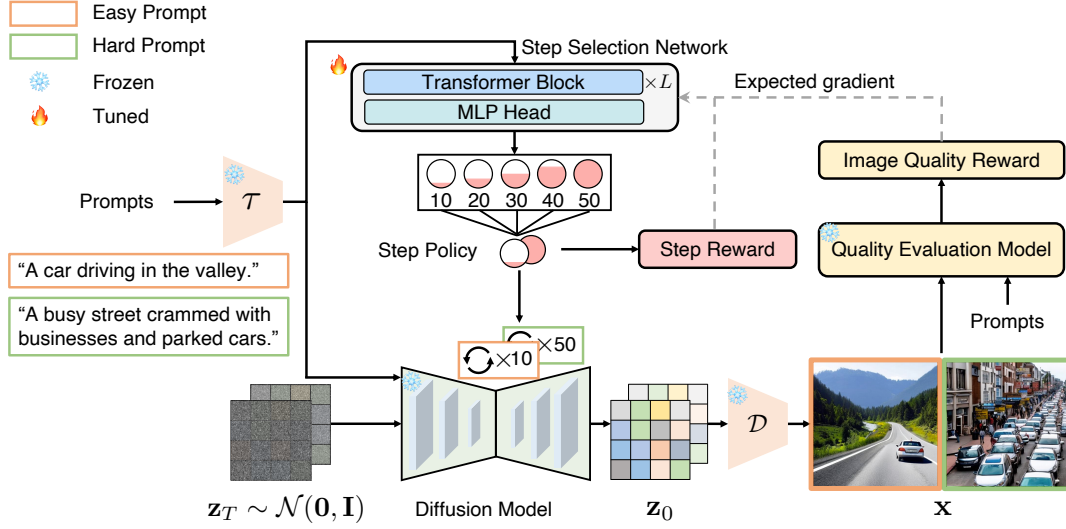 Easy Prompt
Hard Prompt
Frozen
Tuned
Step Selection Network
Transformer Block
×L
MLP Head
Expected gradient
Image Quality Reward
10 20 30 40 50
Prompts
𝒯
Step Policy
Step Reward
Quality Evaluation Model
"A car driving in the valley."
"A busy street crammed with
businesses and parked cars."
Prompts
×50
×10
𝒟
z_T ∼ 𝒩(0, I)
Diffusion Model
z_0
x